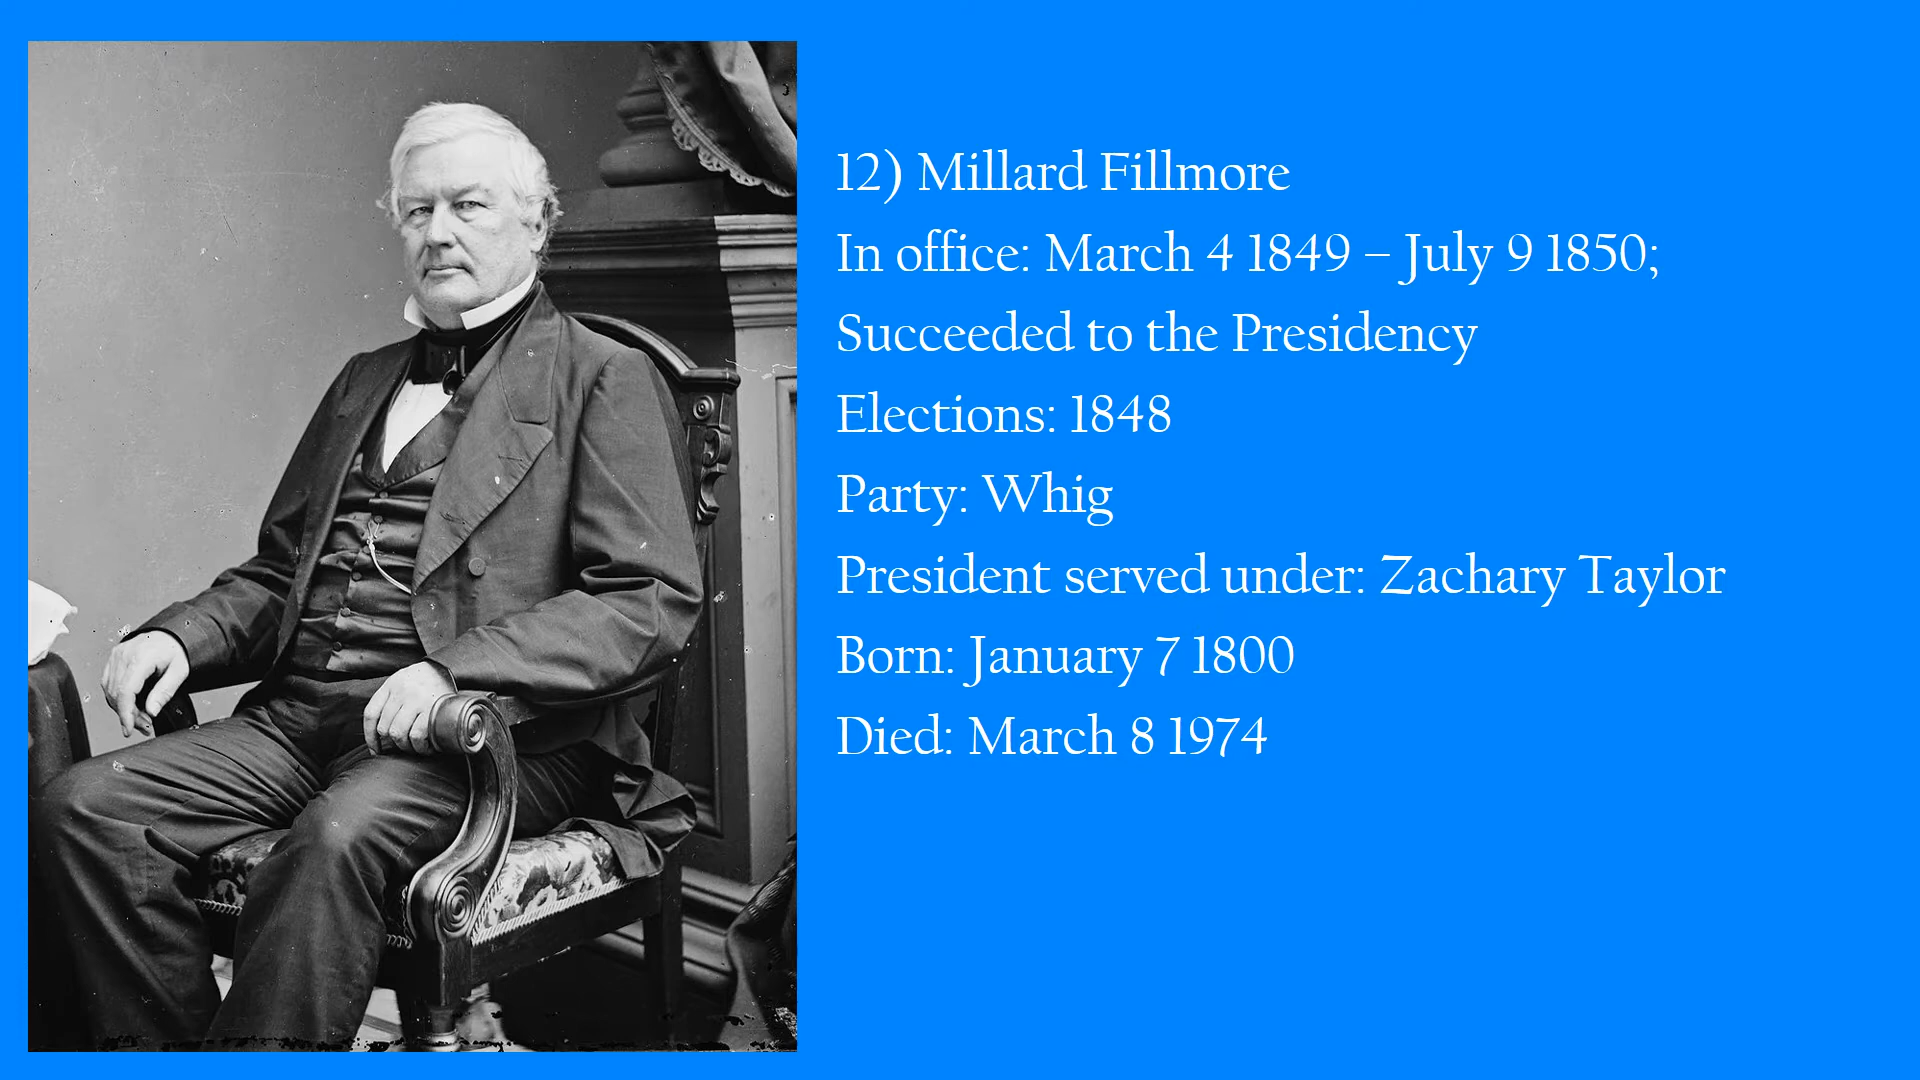 12) Millard Fillmore
In office: March 4 1849 – July 9 1850;
Succeeded to the Presidency
Elections: 1848
Party: Whig
President served under: Zachary Taylor
Born: January 7 1800
Died: March 8 1974